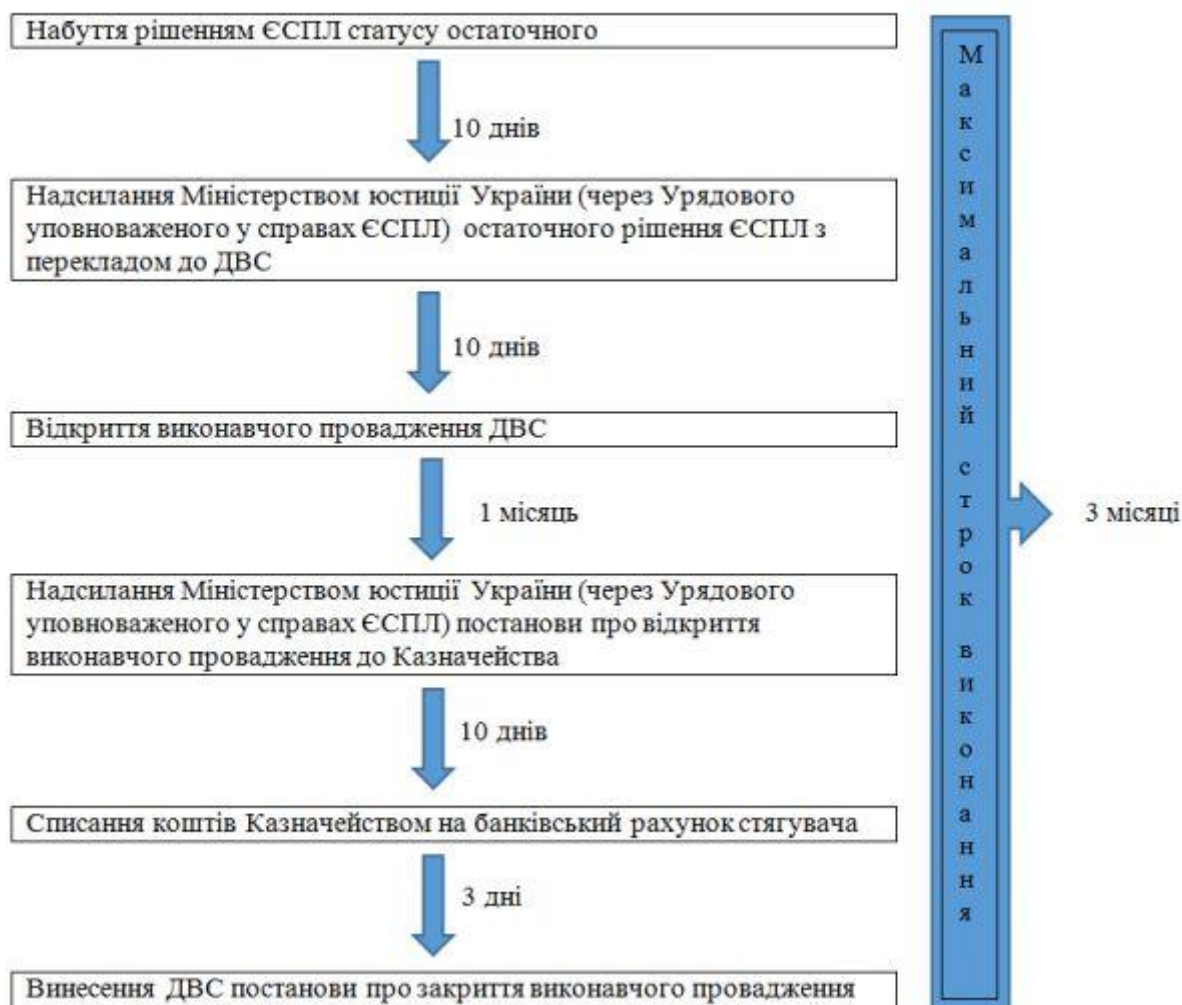 Набуття рішенням ЄСПЛ статусу остаточного
10 днів
Надсилання Міністерством юстиції України (через Урядового
уповноваженого у справах ЄСПЛ) остаточного рішення ЄСПЛ з
перекладом до ДВС
10 днів
Відкриття виконавчого провадження ДВС
1 місяць
Надсилання Міністерством юстиції України (через Урядового
уповноваженого у справах ЄСПЛ) постанови про відкриття
виконавчого провадження до Казначейства
10 днів
Списання коштів Казначейством на банківський рахунок стягувача
3 дні
Винесення ДВС постанови про закриття виконавчого провадження
Максимальний строк виконання
3 місяці